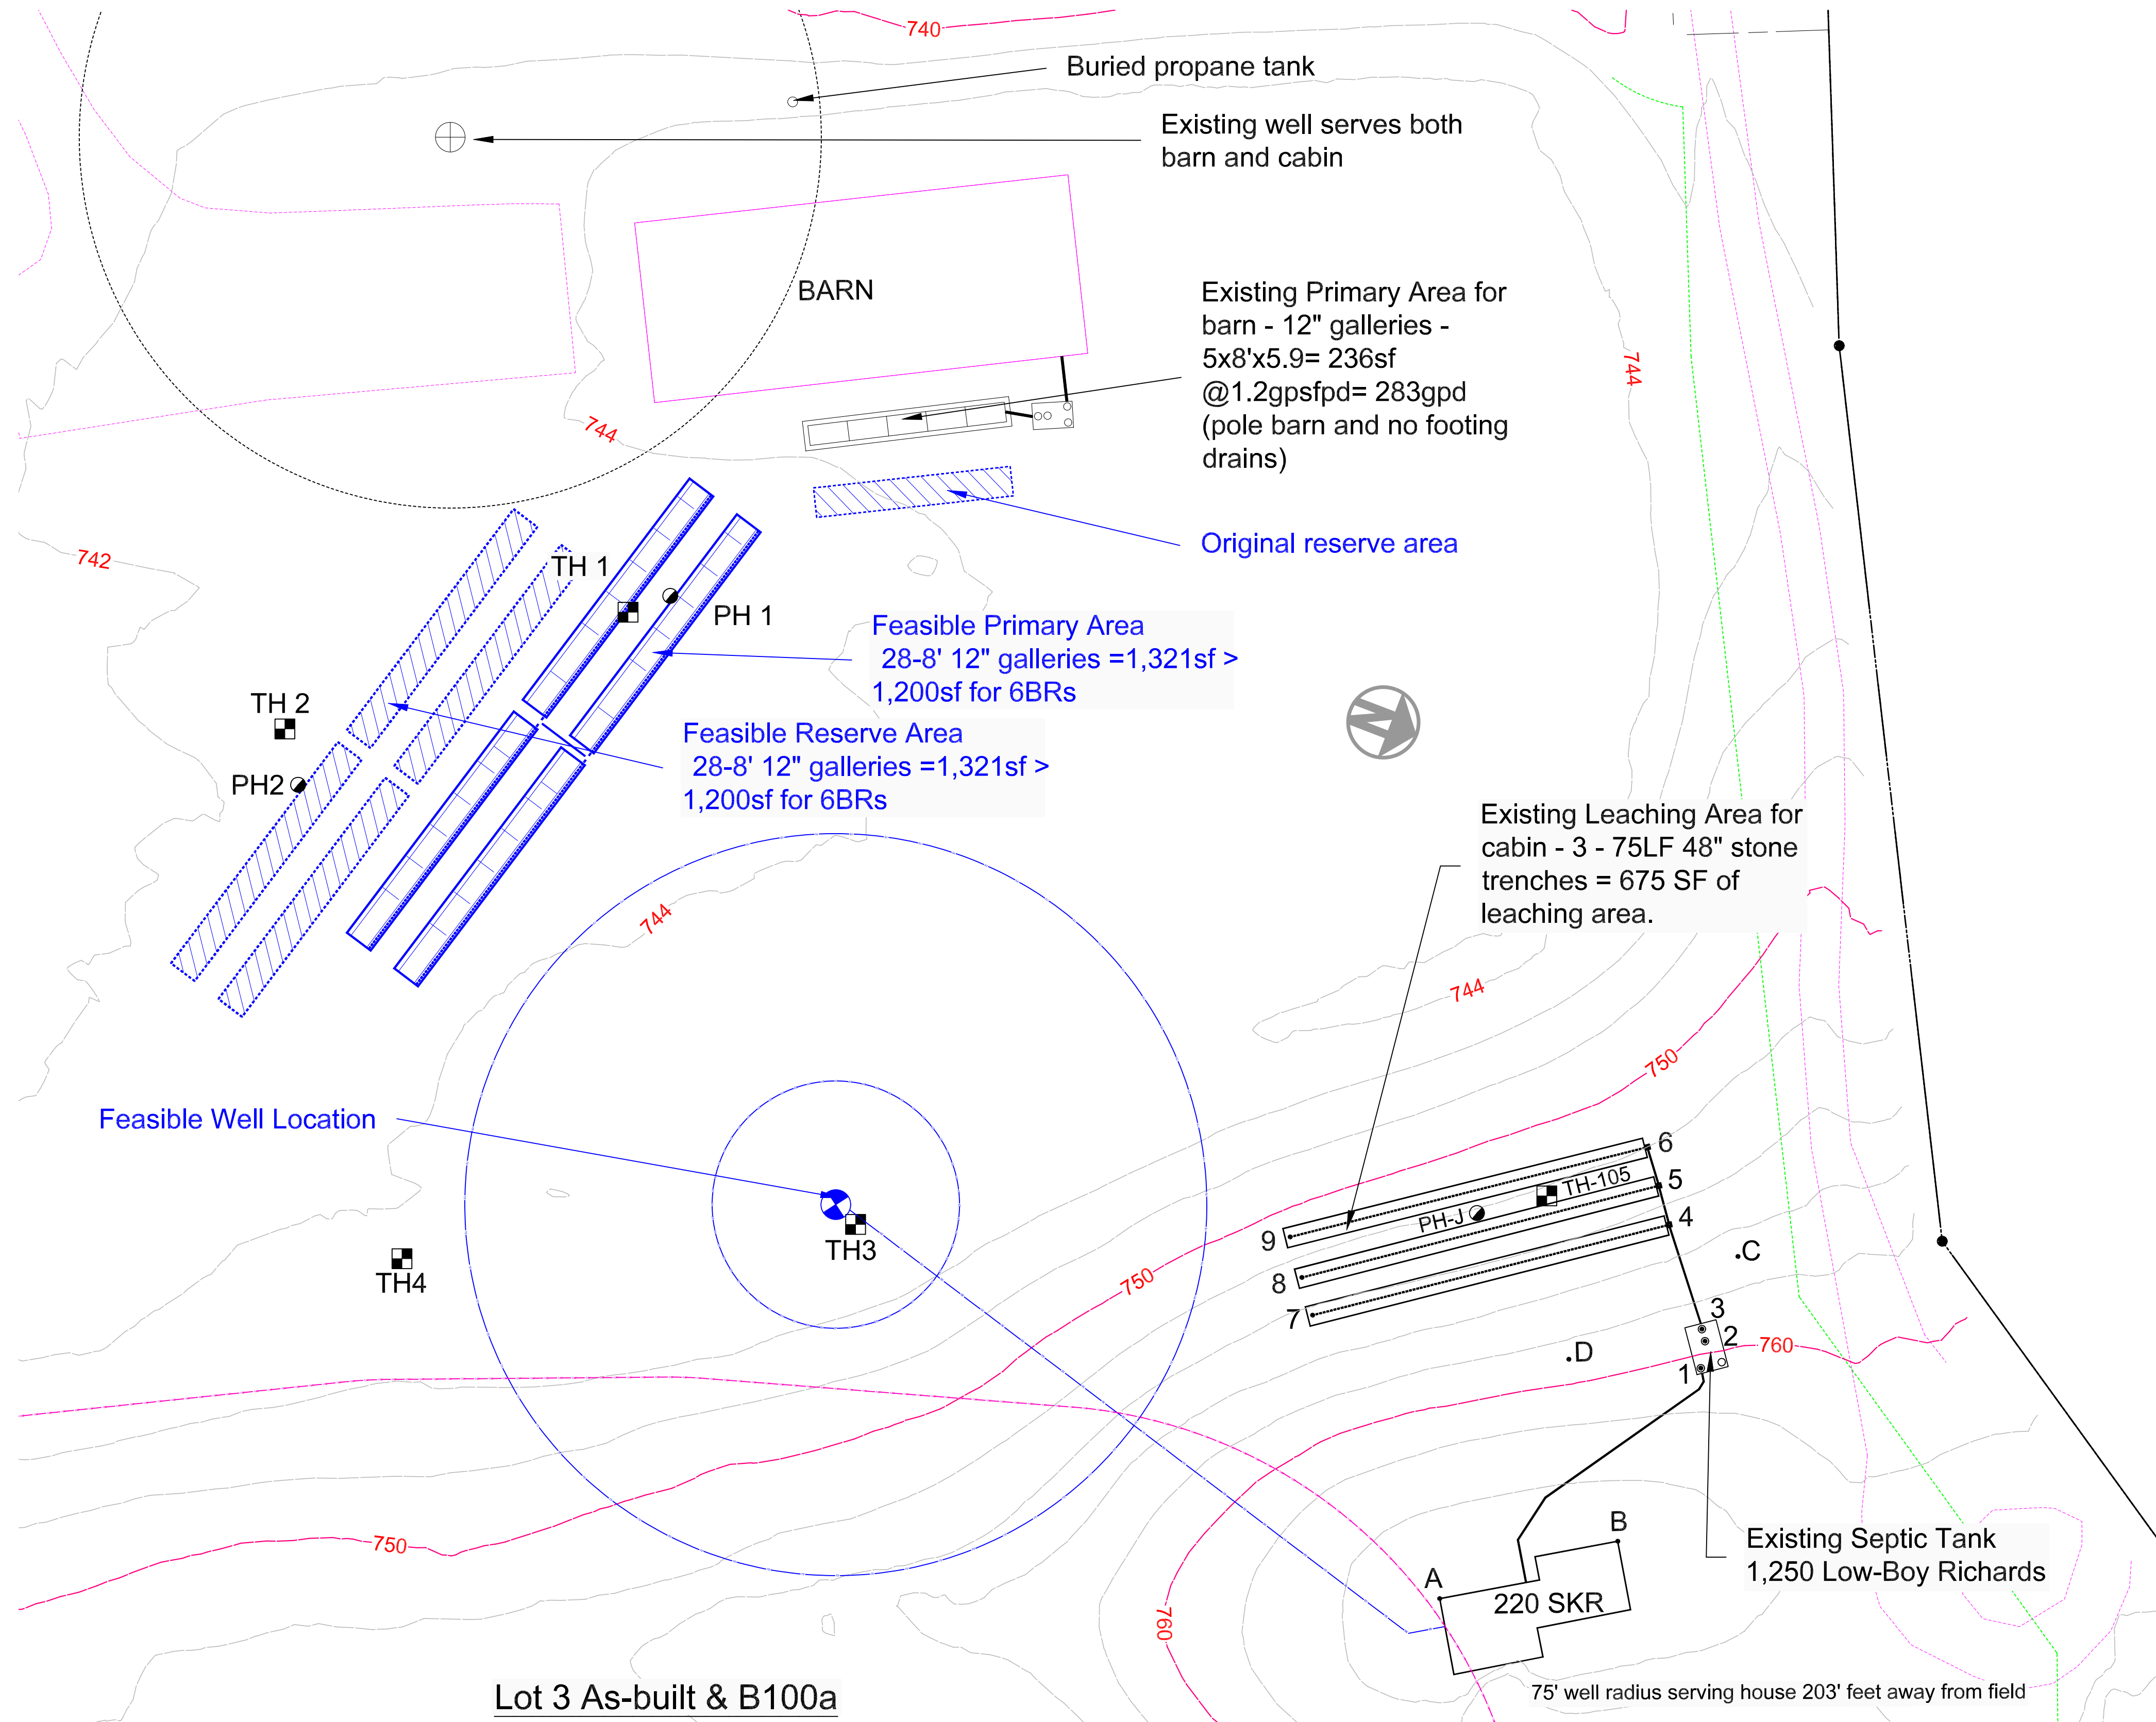 740
Buried propane tank
Existing well serves both
barn and cabin
BARN
Existing Primary Area for
barn - 12" galleries -
5x8'x5.9= 236sf
@1.2gpsfpd= 283gpd
(pole barn and no footing
drains)
744
744
742
Original reserve area
TH 1
PH 1
Feasible Primary Area
28-8' 12" galleries =1,321sf >
1,200sf for 6BRs
TH 2
PH2
Feasible Reserve Area
28-8' 12" galleries =1,321sf >
1,200sf for 6BRs
N
Existing Leaching Area for
cabin - 3 - 75LF 48" stone
trenches = 675 SF of
leaching area.
744
744
750
Feasible Well Location
6
TH-105
5
PH-J
4
9
8
7
.C
TH3
TH4
750
3
2
1
760
.D
750
B
A
220 SKR
Existing Septic Tank
1,250 Low-Boy Richards
760
75' well radius serving house 203' feet away from field
Lot 3 As-built & B100a